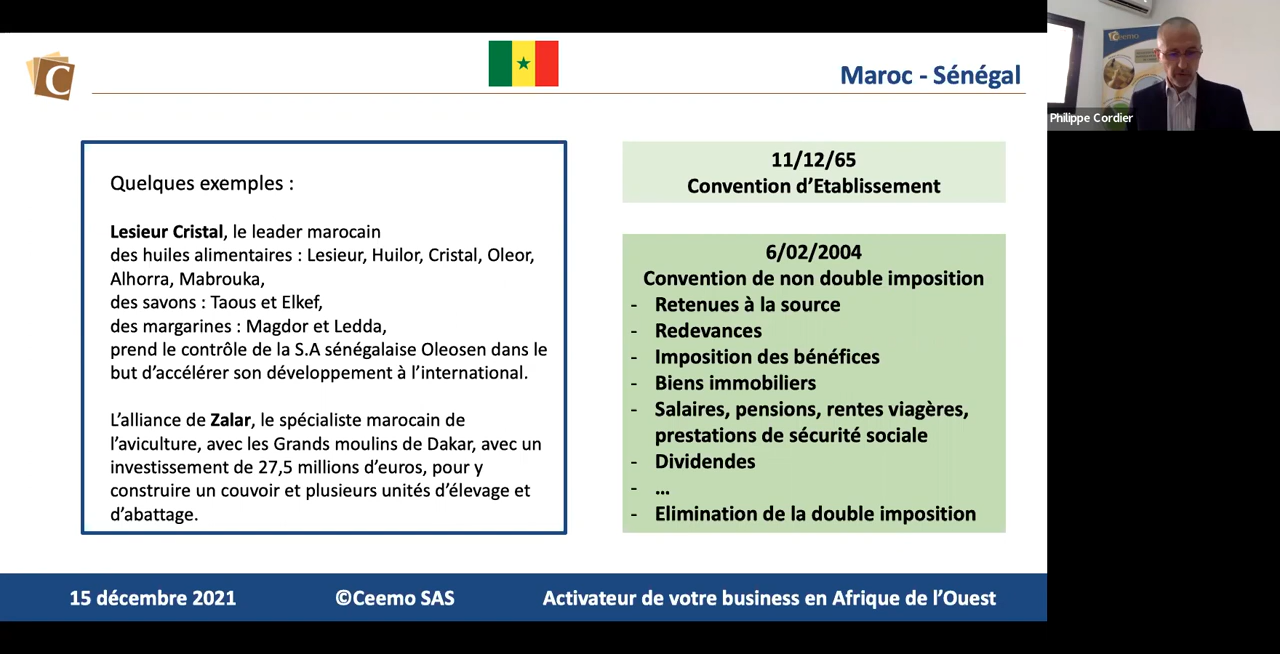 Maroc - Sénégal
C
Quelques exemples :
Lesieur Cristal, le leader marocain
des huiles alimentaires : Lesieur, Huilor, Cristal, Oleor,
Alhorra, Mabrouka,
des savons : Taous et Elkef,
des margarines : Magdor et Ledda,
prend le contrôle de la S.A sénégalaise Oleosen dans le
but d’accélérer son développement à l’international.
L’alliance de Zalar, le spécialiste marocain de
l’aviculture, avec les Grands moulins de Dakar, avec un
investissement de 27,5 millions d’euros, pour y
construire un couvoir et plusieurs unités d’élevage et
d’abattage.
11/12/65
Convention d’Etablissement
6/02/2004
Convention de non double imposition
- Retenues à la source
- Redevances
- Imposition des bénéfices
- Biens immobiliers
- Salaires, pensions, rentes viagères,
prestations de sécurité sociale
- Dividendes
- ...
- Elimination de la double imposition
15 décembre 2021
©Ceemo SAS
Activateur de votre business en Afrique de l’Ouest
Ceemo
Philippe Cordier